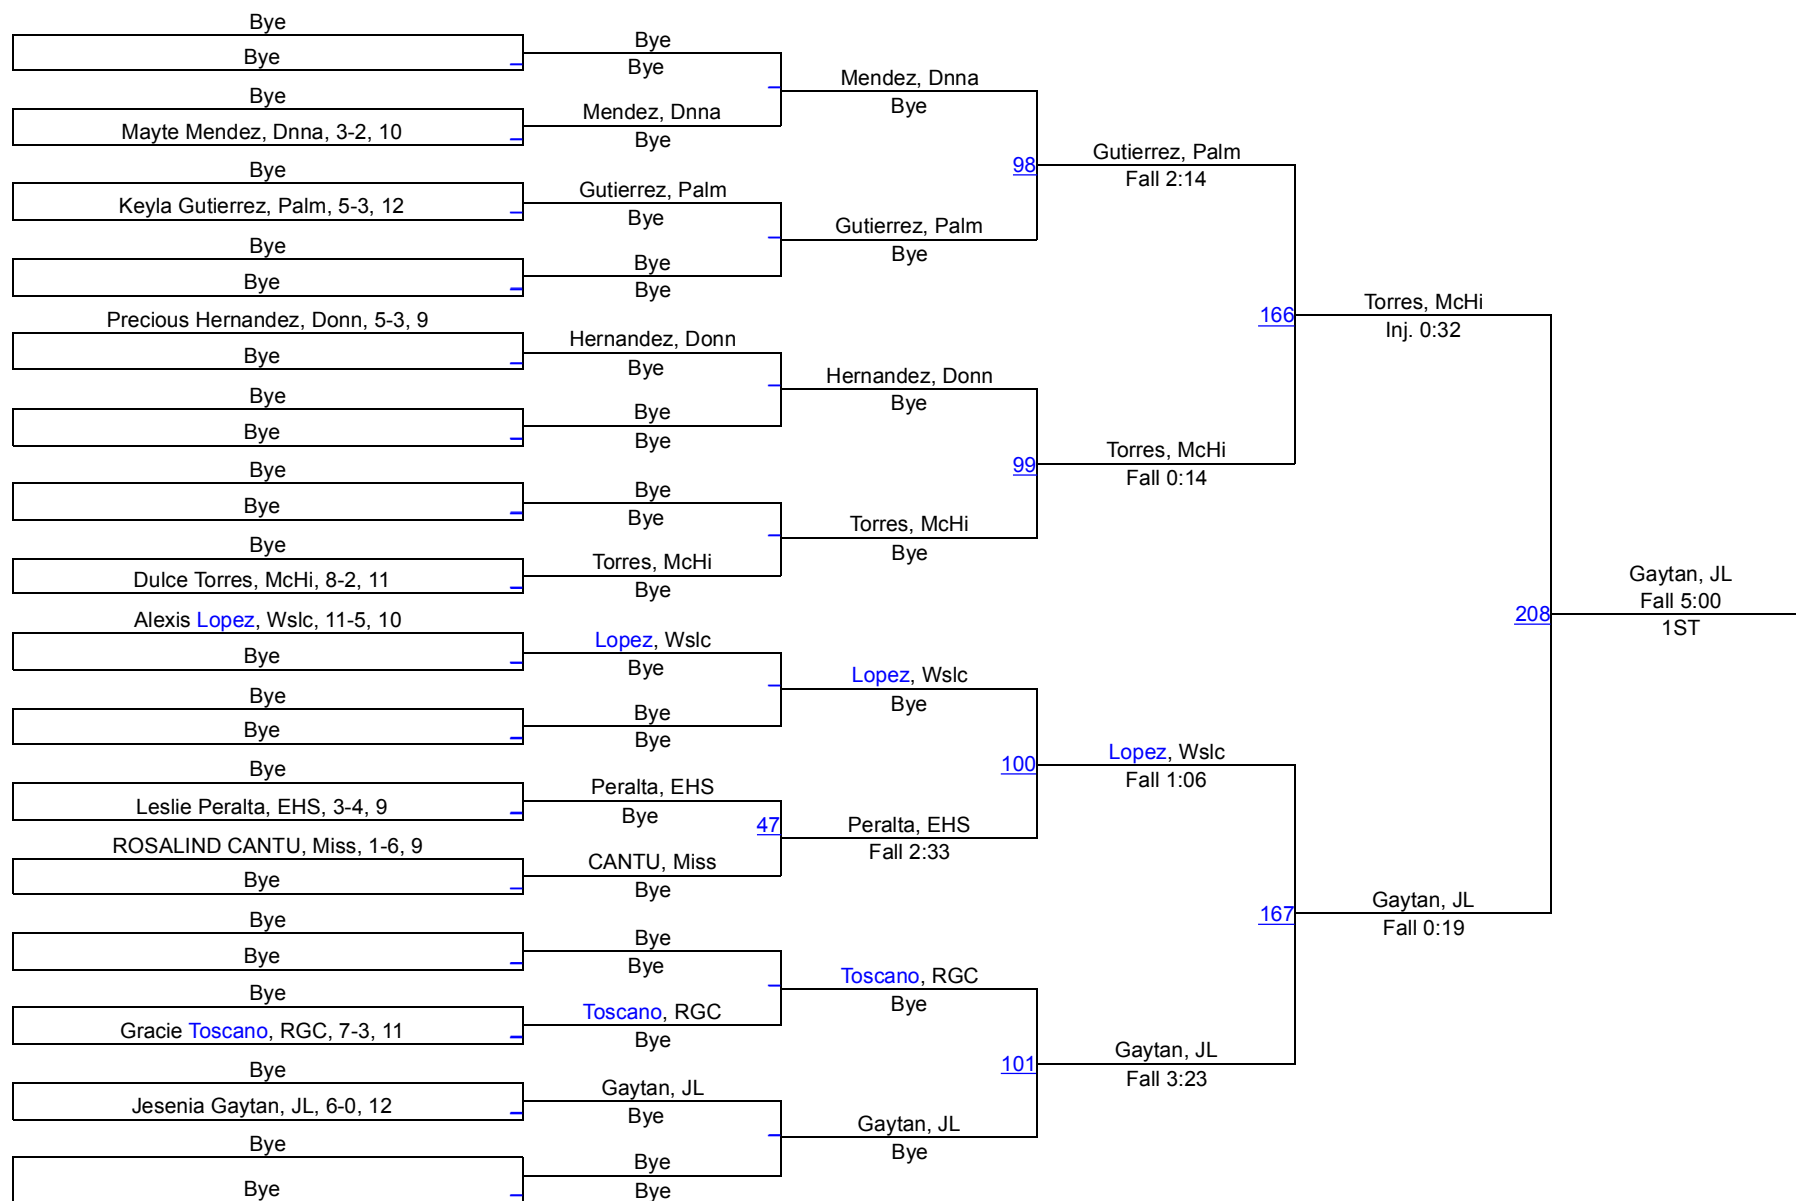 Bye
Bye
Bye
Mayte Mendez, Dnna, 3-2, 10
Bye
Keyla Gutierrez, Palm, 5-3, 12
Bye
Bye
Precious Hernandez, Donn, 5-3, 9
Bye
Bye
Bye
Bye
Bye
Bye
Dulce Torres, McHi, 8-2, 11
Alexis Lopez, Wslc, 11-5, 10
Bye
Bye
Bye
Bye
Leslie Peralta, EHS, 3-4, 9
ROSALIND CANTU, Miss, 1-6, 9
Bye
Bye
Bye
Bye
Gracie Toscano, RGC, 7-3, 11
Bye
Jesenia Gaytan, JL, 6-0, 12
Bye
Bye
Bye
Bye
Mendez, Dnna
Bye
Gutierrez, Palm
Bye
Bye
Bye
Hernandez, Donn
Bye
Bye
Bye
Bye
Bye
Torres, McHi
Bye
Lopez, Wslc
Bye
Bye
Bye
Peralta, EHS
Bye
47
CANTU, Miss
Bye
Bye
Bye
Toscano, RGC
Bye
Gaytan, JL
Bye
Bye
Bye
Mendez, Dnna
Bye
98
Gutierrez, Palm
Bye
Hernandez, Donn
Bye
99
Torres, McHi
Bye
Lopez, Wslc
Bye
100
Peralta, EHS
Fall 2:33
Toscano, RGC
Bye
101
Gaytan, JL
Bye
Gutierrez, Palm
Fall 2:14
166
Torres, McHi
Fall 0:14
Lopez, Wslc
Fall 1:06
167
Gaytan, JL
Fall 3:23
Torres, McHi
Inj. 0:32
208
Gaytan, JL
Fall 0:19
Gaytan, JL
Fall 5:00
1ST